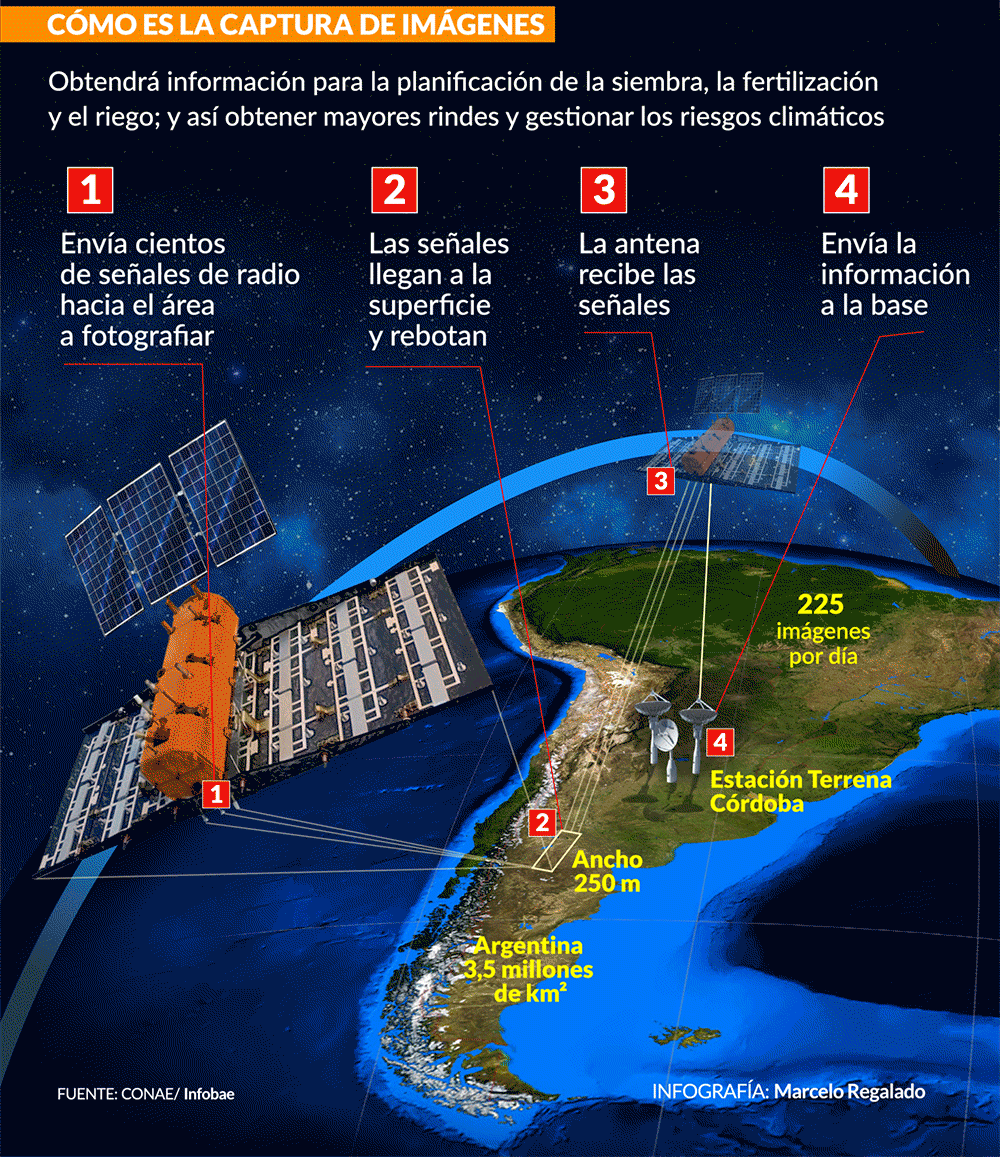 CÓMO ES LA CAPTURA DE IMÁGENES
Obtendrá información para la planificación de la siembra, la fertilización
y el riego; y así obtener mayores rindes y gestionar los riesgos climáticos
1
Envía cientos
de señales de radio
hacia el área
a fotografiar
2
Las señales
llegan a la
superficie
y rebotan
3
La antena
recibe las
señales
4
Envía la
información
a la base
3
225
imágenes
por día
4
Estación Terrena
Córdoba
1
2
Ancho
250 m
Argentina
3,5 millones
de km²
FUENTE: CONAE/ Infobae
INFOGRAFÍA: Marcelo Regalado